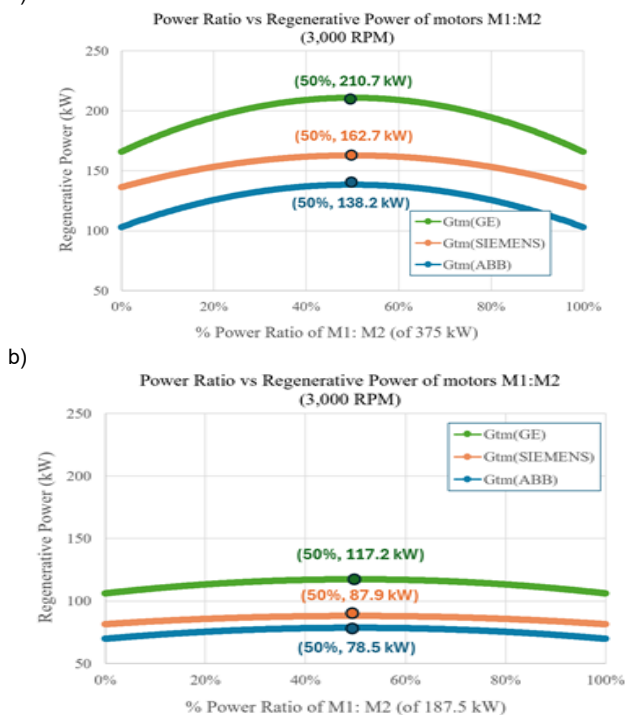 Power Ratio vs Regenerative Power of motors M1:M2
(3,000 RPM)
250
200
150
100
50
Regenerative Power (kW)
(50%, 210.7 kW)
(50%, 162.7 kW)
(50%, 138.2 kW)
Gtm(GE)
Gtm(SIEMENS)
Gtm(ABB)
0% 20% 40% 60% 80% 100%
% Power Ratio of M1: M2 (of 375 kW)
b)
Power Ratio vs Regenerative Power of motors M1:M2
(3,000 RPM)
250
200
150
100
50
Regenerative Power (kW)
Gtm(GE)
Gtm(SIEMENS)
Gtm(ABB)
(50%, 117.2 kW)
(50%, 87.9 kW)
(50%, 78.5 kW)
0% 20% 40% 60% 80% 100%
% Power Ratio of M1: M2 (of 187.5 kW)